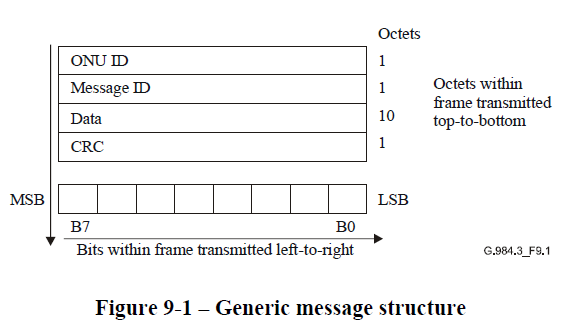 Octets
ONU ID 1
Message ID 1
Data 10
CRC 1
Octets within
frame transmitted
top-to-bottom
MSB LSB
B7 B0
Bits within frame transmitted left-to-right
G.984.3_F9.1
Figure 9-1 – Generic message structure